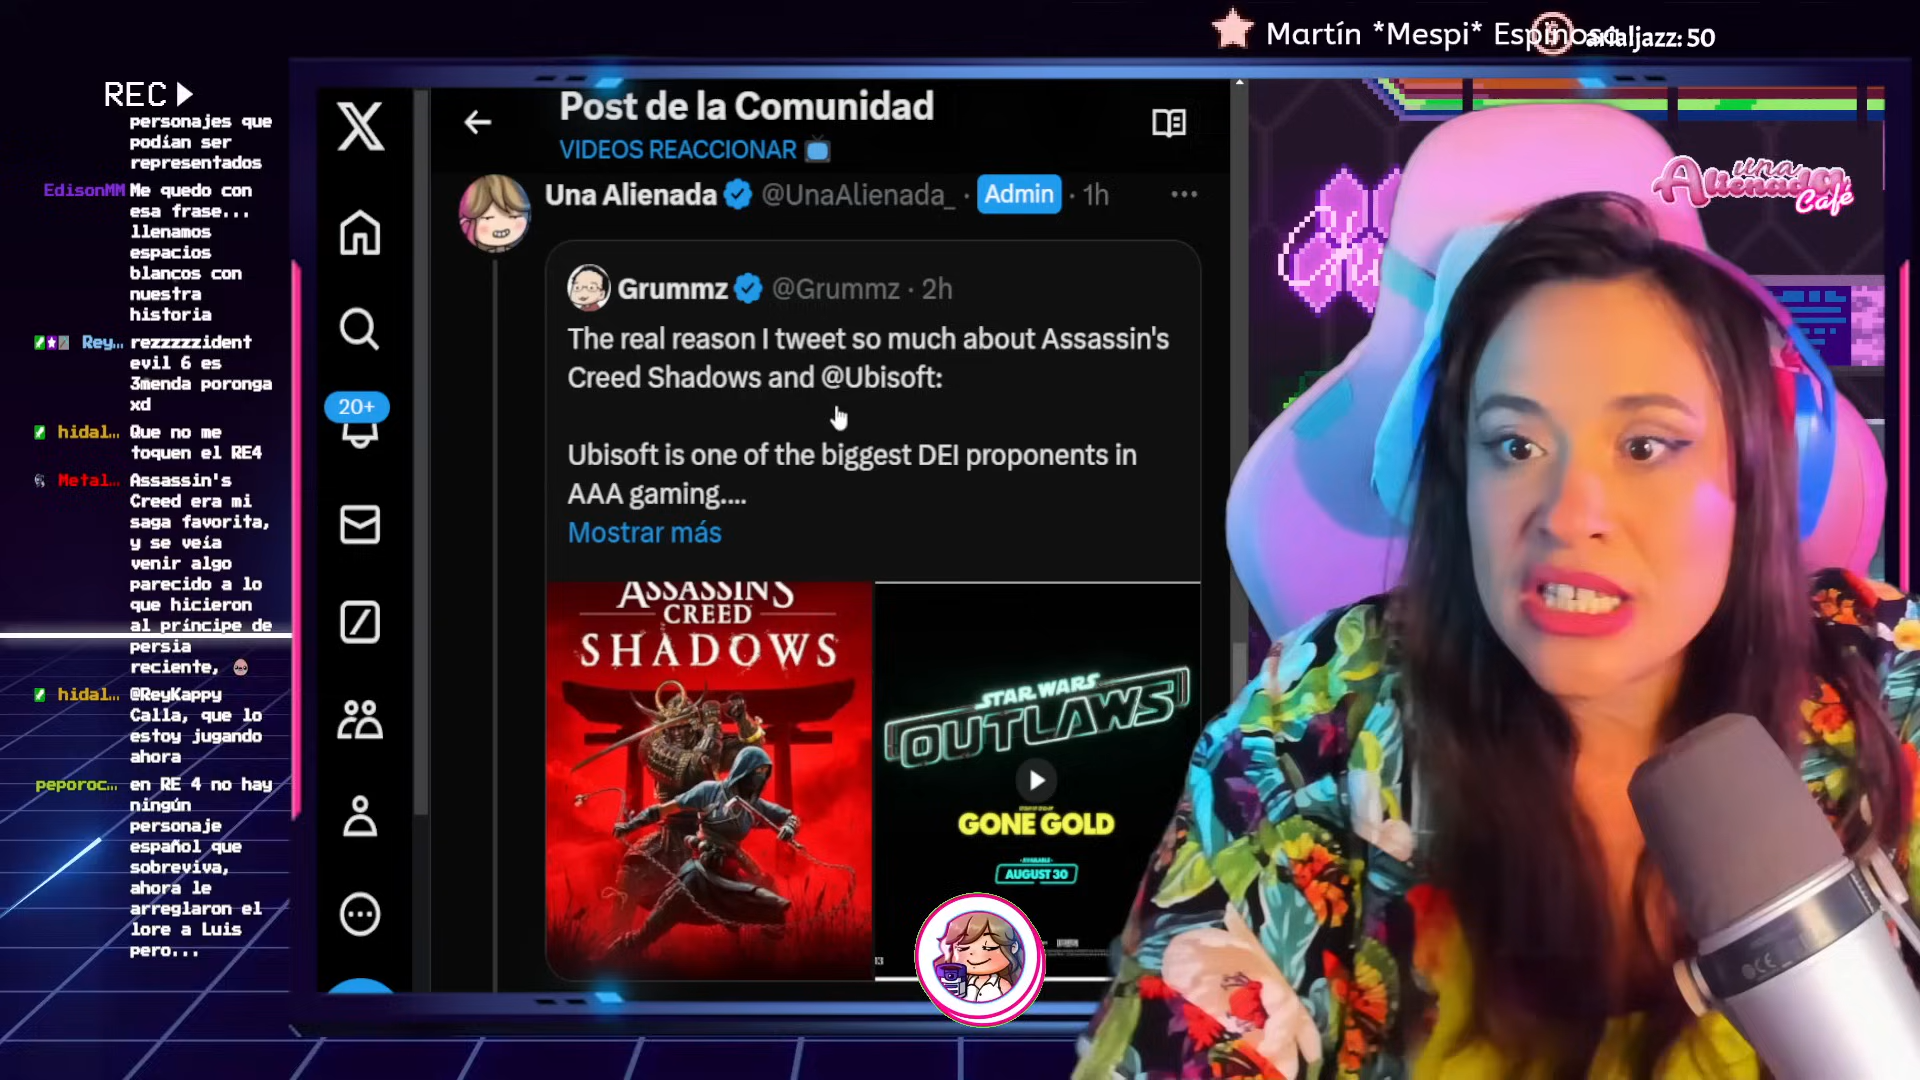 Martín *Mespi* Espinosa!
arialjazz: 50
REC
personajes que
podían ser
representados
EdisonMM Me quedo con
esa frase...
llenamos
espacios
blancos con
nuestra
historia
Rey... rezzzzzident
evil 6 es
3menda poronga
xd
hidal... Que no me
toquen el RE4
Metal... Assassin's
Creed era mi
saga favorita,
y se veía
venir algo
parecido a lo
que hicieron
al príncipe de
persia
reciente,
hidal... @ReyKappy
Calla, que lo
estoy jugando
ahora
peporoc... en RE 4 no hay
ningún
personaje
español que
sobreviva,
ahora le
arreglaron el
lore a Luis
pero...
X
20+
Post de la Comunidad
VIDEOS REACCIONAR
Una Alienada @UnaAlienada_ · Admin · 1h
Grummz @Grummz · 2h
The real reason I tweet so much about Assassin's
Creed Shadows and @Ubisoft:
Ubisoft is one of the biggest DEI proponents in
AAA gaming....
Mostrar más
ASSASSIN'S
CREED
SHADOWS
STAR WARS
OUTLAWS
GONE GOLD
AVAILABLE
AUGUST 30
una
Alienada
Café